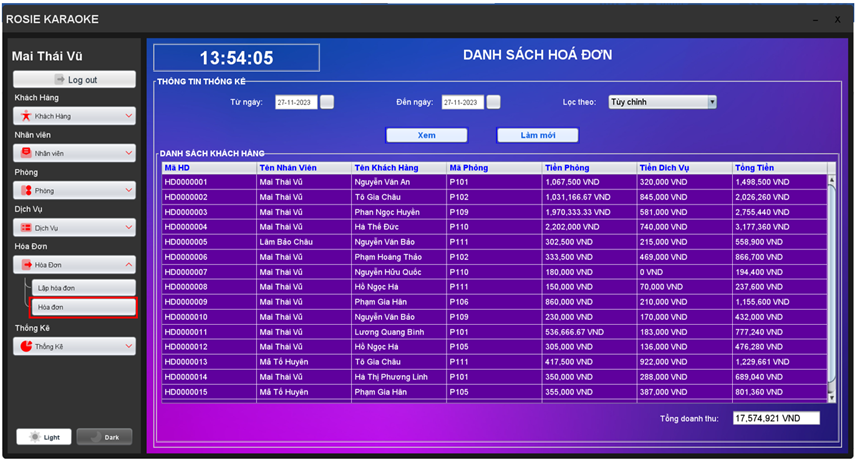 ROSIE KARAOKE
- X
Mai Thái Vũ
Log out
Khách Hàng
Khách Hàng
Nhân viên
Nhân viên
Phòng
Phòng
Dịch Vụ
Dịch Vụ
Hóa Đơn
Hóa Đơn
Lập hóa đơn
Hóa đơn
Thống Kê
Thống Kê
Light Dark
13:54:05
DANH SÁCH HOÁ ĐƠN
THÔNG TIN THỐNG KÊ
Từ ngày: 27-11-2023 Đến ngày: 27-11-2023 Lọc theo: Tùy chỉnh
Xem Làm mới
DANH SÁCH KHÁCH HÀNG
Mã HD Tên Nhân Viên Tên Khách Hàng Mã Phòng Tiền Phòng Tiền Dịch Vụ Tổng Tiền
HD0000001 Mai Thái Vũ Nguyễn Văn An P101 1,067,500 VND 320,000 VND 1,498,500 VND
HD0000002 Mai Thái Vũ Tô Gia Châu P102 1,031,166.67 VND 845,000 VND 2,026,260 VND
HD0000003 Mai Thái Vũ Phan Ngọc Huyền P109 1,970,333.33 VND 581,000 VND 2,755,440 VND
HD0000004 Mai Thái Vũ Hà Thế Đức P110 2,202,000 VND 740,000 VND 3,177,360 VND
HD0000005 Lâm Bảo Châu Nguyễn Văn Bảo P111 302,500 VND 215,000 VND 558,900 VND
HD0000006 Mai Thái Vũ Phạm Hoàng Thảo P102 333,500 VND 469,000 VND 866,700 VND
HD0000007 Mai Thái Vũ Nguyễn Hữu Quốc P110 180,000 VND 0 VND 194,400 VND
HD0000008 Mai Thái Vũ Hồ Ngọc Hà P111 150,000 VND 70,000 VND 237,600 VND
HD0000009 Mai Thái Vũ Phạm Gia Hân P106 860,000 VND 210,000 VND 1,155,600 VND
HD0000010 Mai Thái Vũ Nguyễn Văn Bảo P109 230,000 VND 170,000 VND 432,000 VND
HD0000011 Mai Thái Vũ Lương Quang Bình P101 536,666.67 VND 183,000 VND 777,240 VND
HD0000012 Mai Thái Vũ Hồ Ngọc Hà P105 305,000 VND 136,000 VND 476,280 VND
HD0000013 Mã Tổ Huyên Tô Gia Châu P111 417,500 VND 922,000 VND 1,229,661 VND
HD0000014 Mai Thái Vũ Hà Thị Phương Linh P101 350,000 VND 288,000 VND 689,040 VND
HD0000015 Mã Tổ Huyên Phạm Gia Hân P105 355,000 VND 387,000 VND 801,360 VND
Tổng doanh thu: 17,574,921 VND